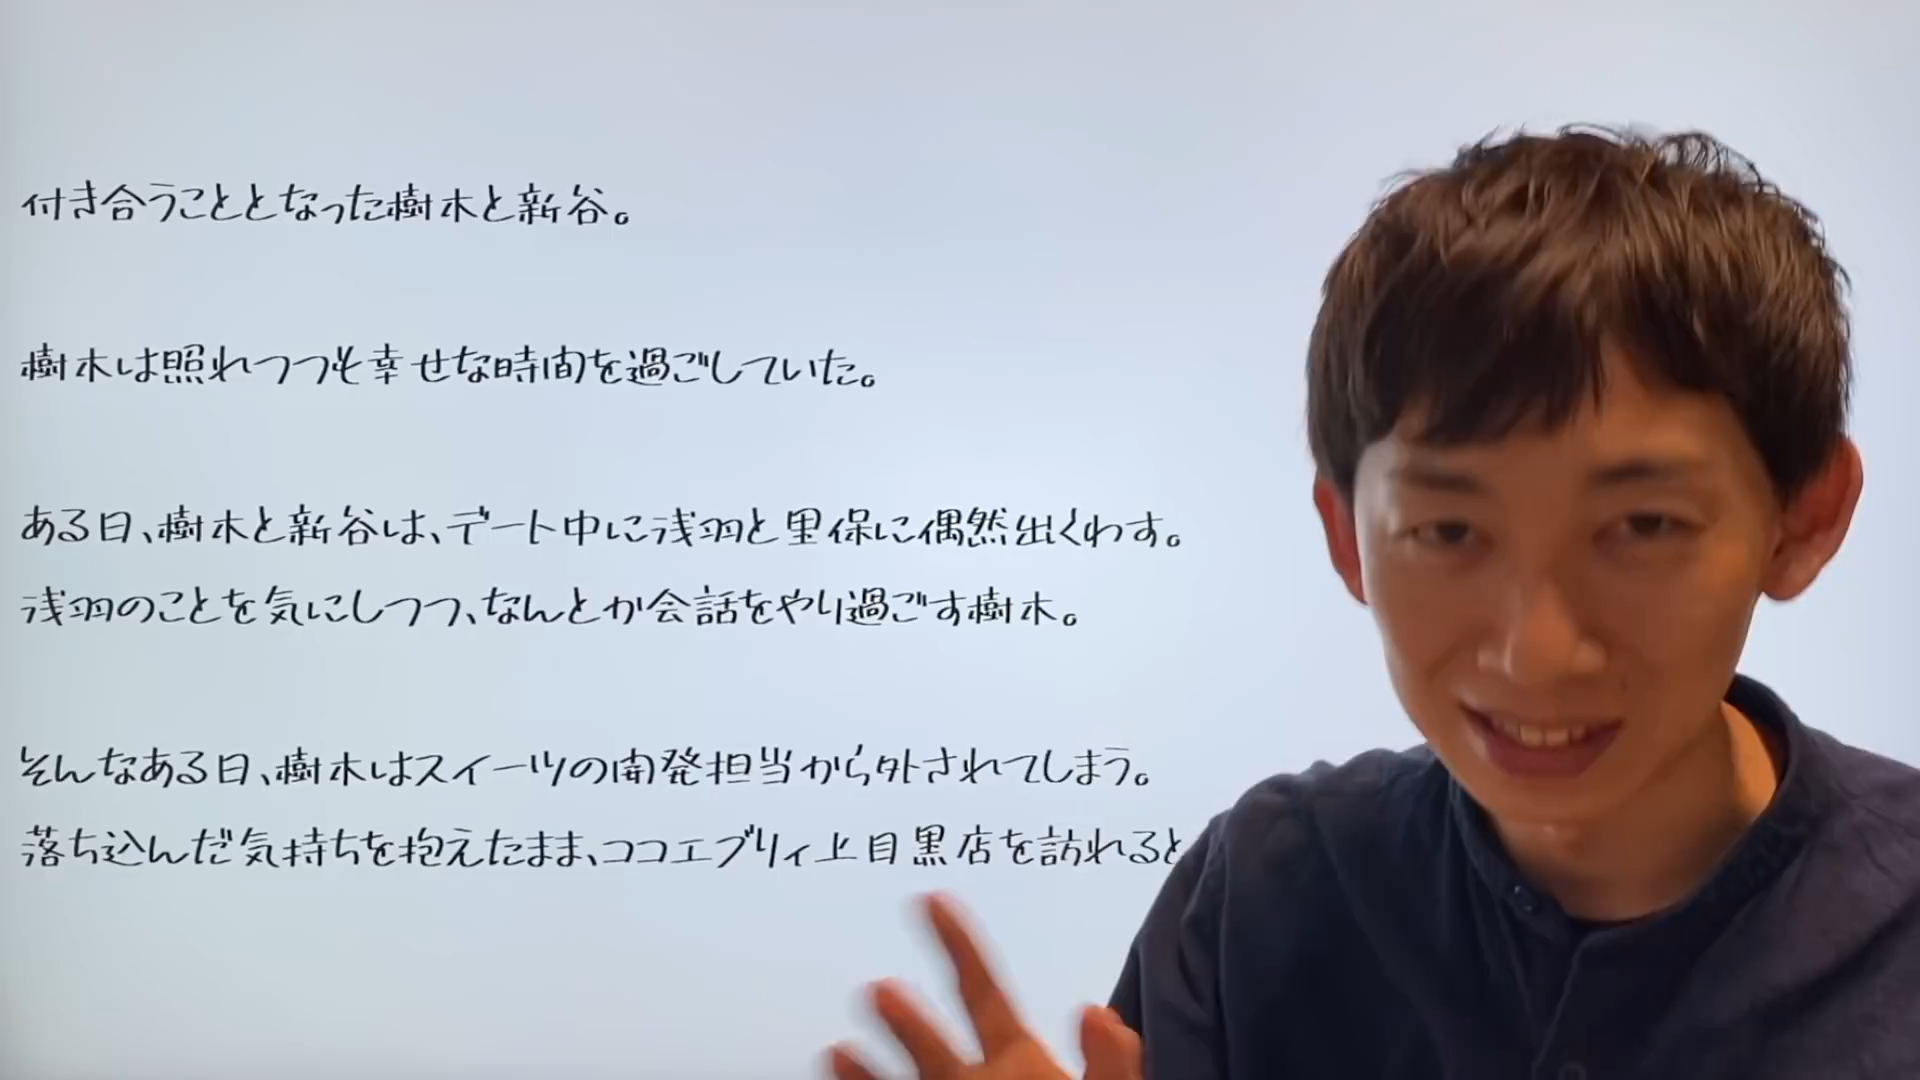 付き合うこととなった樹木と新谷。
樹木は照れつつも幸せな時間を過ごしていた。
ある日、樹木と新谷は、デート中に浅羽と里保に偶然出くわす。
浅羽のことを気にしつつ、なんとか会話をやり過ごす樹木。
そんなある日、樹木はスイーツの開発担当から外されてしまう。
落ち込んだ気持ちを抱えたまま、ココエブリィ上目黒店を訪れると